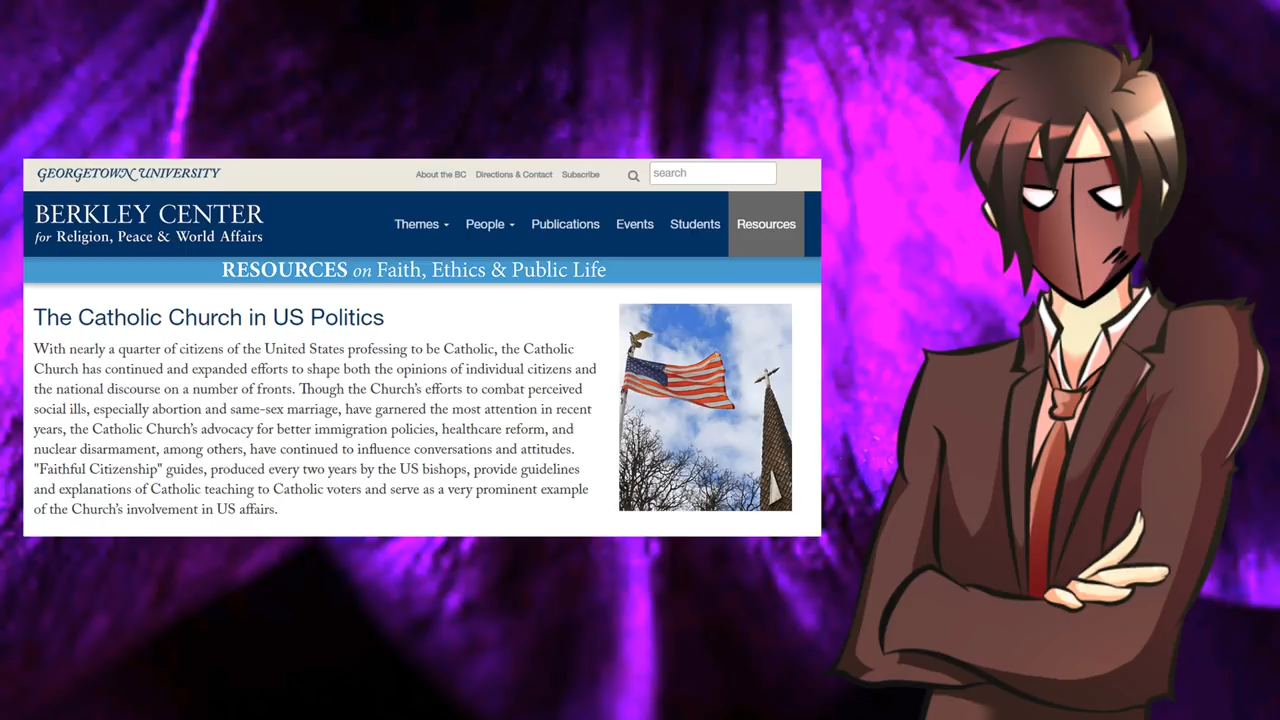 GEORGETOWN UNIVERSITY
About the BC Directions & Contact Subscribe search
BERKLEY CENTER
for Religion, Peace & World Affairs
Themes People Publications Events Students Resources
RESOURCES on Faith, Ethics & Public Life
The Catholic Church in US Politics
With nearly a quarter of citizens of the United States professing to be Catholic, the Catholic
Church has continued and expanded efforts to shape both the opinions of individual citizens and
the national discourse on a number of fronts. Though the Church's efforts to combat perceived
social ills, especially abortion and same-sex marriage, have garnered the most attention in recent
years, the Catholic Church's advocacy for better immigration policies, healthcare reform, and
nuclear disarmament, among others, have continued to influence conversations and attitudes.
"Faithful Citizenship" guides, produced every two years by the US bishops, provide guidelines
and explanations of Catholic teaching to Catholic voters and serve as a very prominent example
of the Church's involvement in US affairs.